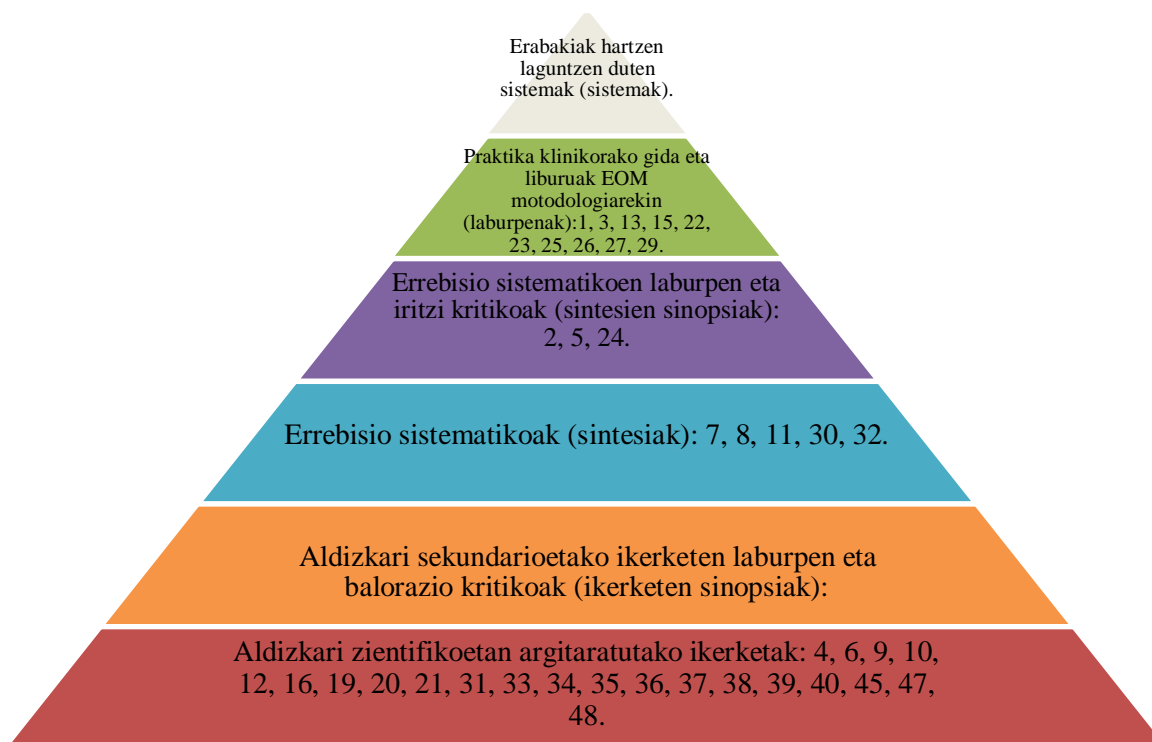 Erabakiak hartzen
laguntzen duten
sistemak (sistemak).
Praktika klinikorako gida eta
liburuak EOM
motodologiarekin
(laburpenak):1, 3, 13, 15, 22,
23, 25, 26, 27, 29.
Errebisio sistematikoen laburpen eta
iritzi kritikoak (sintesien sinopsiak):
2, 5, 24.
Errebisio sistematikoak (sintesiak): 7, 8, 11, 30, 32.
Aldizkari sekundarioetako ikerketen laburpen eta
balorazio kritikoak (ikerketen sinopsiak):
Aldizkari zientifikoetan argitaratutako ikerketak: 4, 6, 9, 10,
12, 16, 19, 20, 21, 31, 33, 34, 35, 36, 37, 38, 39, 40, 45, 47,
48.